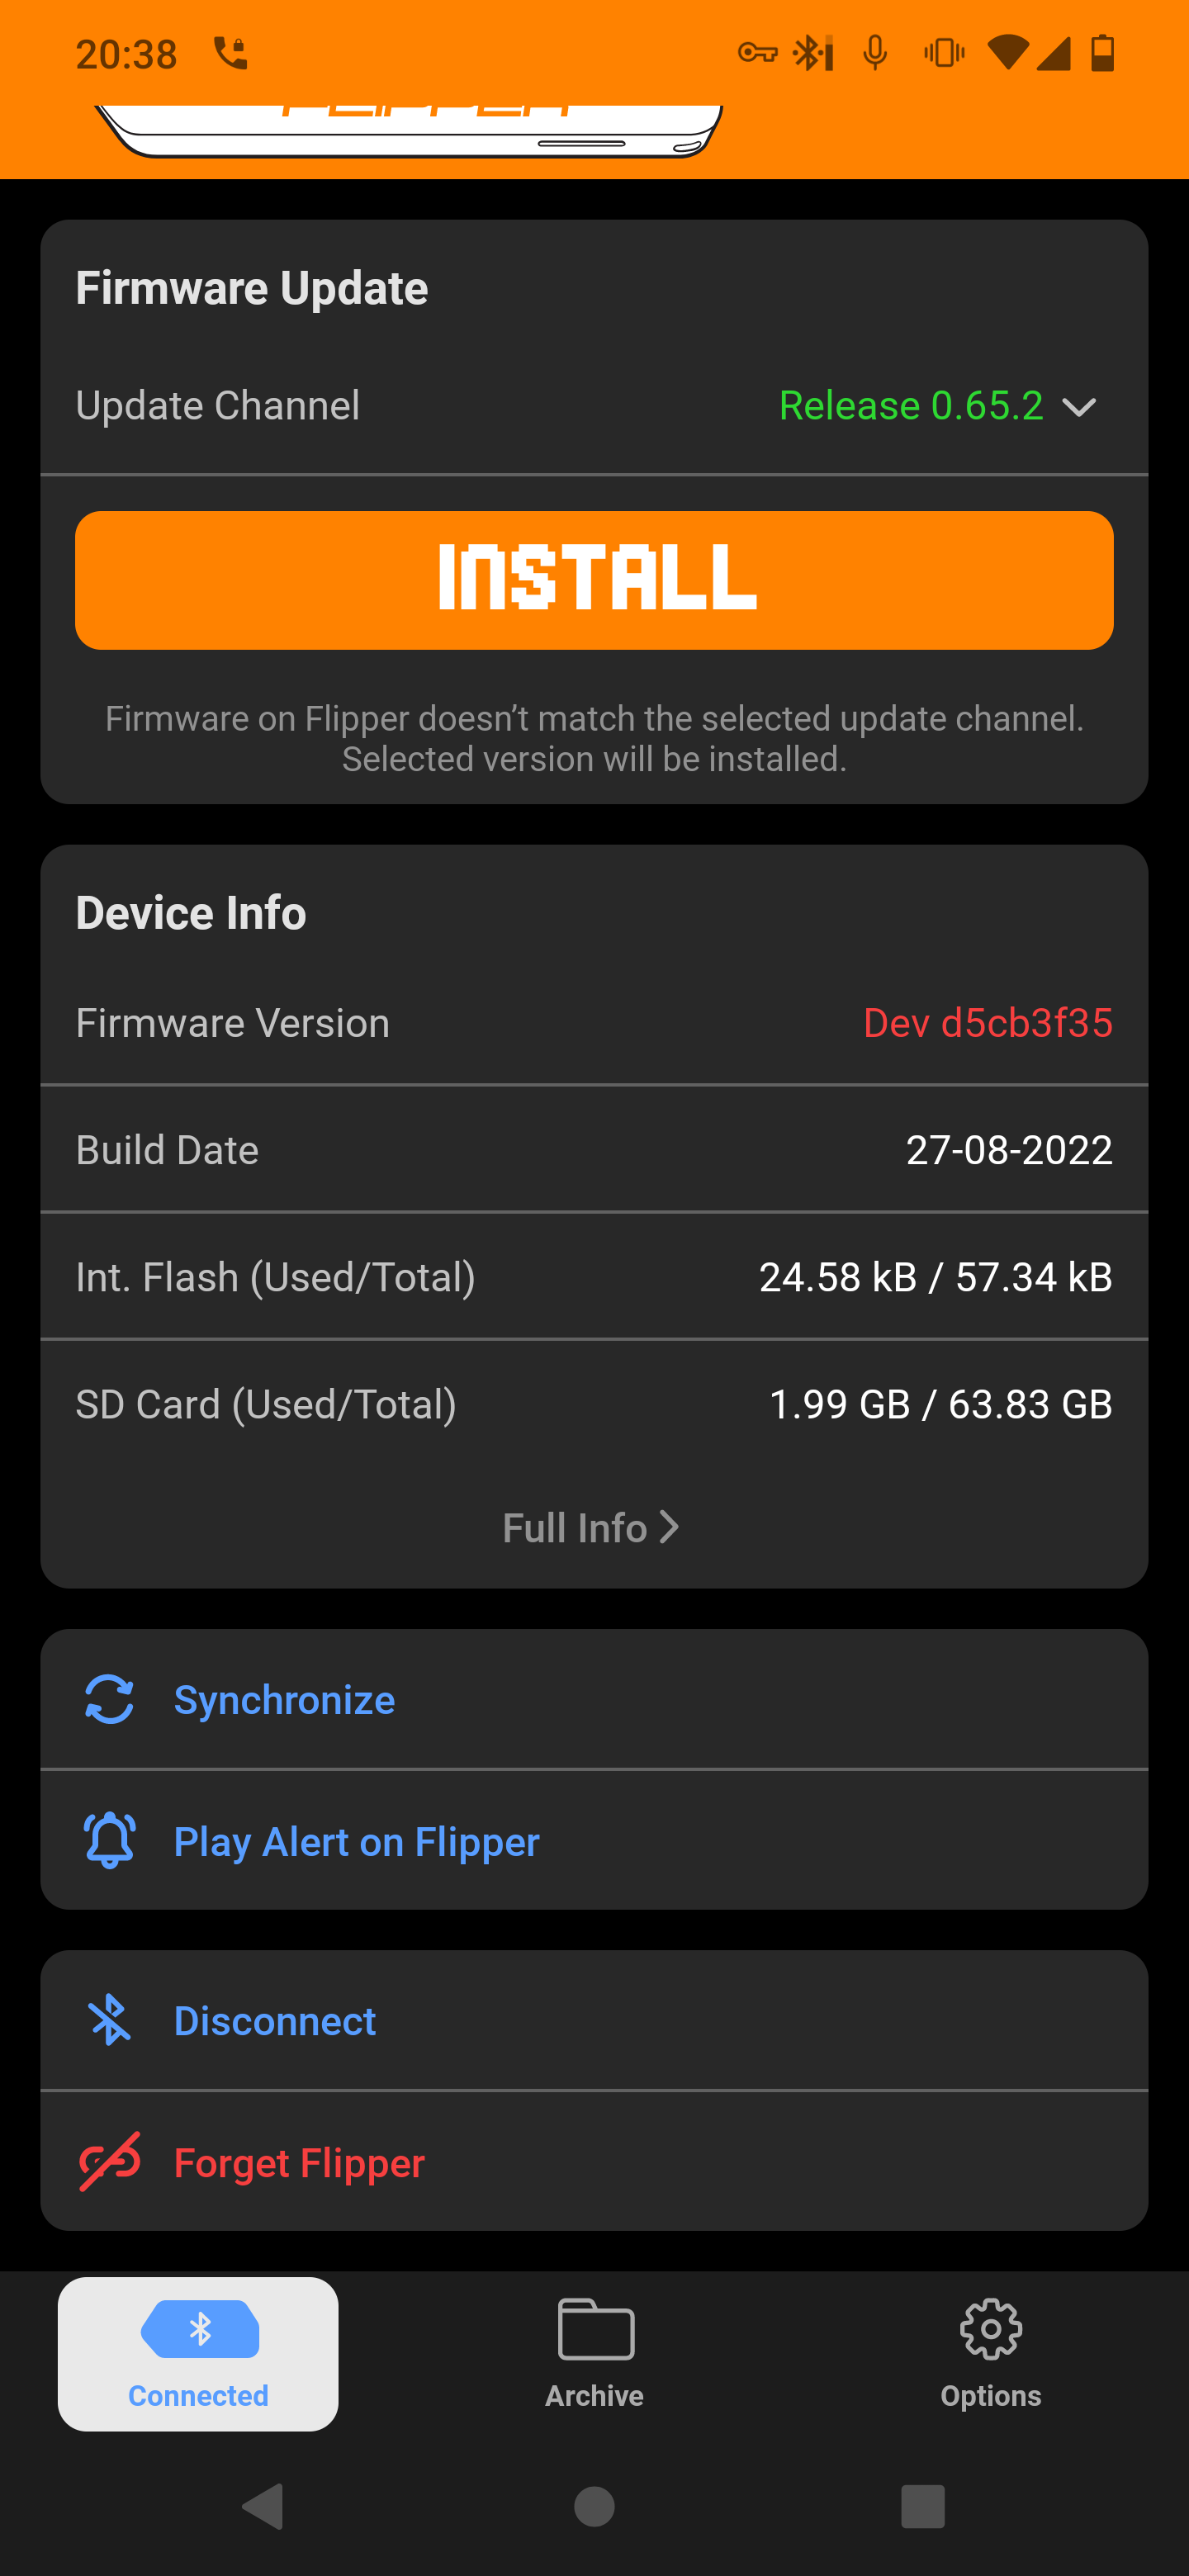 20:38
FLIPPER
Firmware Update
Update Channel
Release 0.65.2
INSTALL
Firmware on Flipper doesn’t match the selected update channel.
Selected version will be installed.
Device Info
Firmware Version
Dev d5cb3f35
Build Date
27-08-2022
Int. Flash (Used/Total)
24.58 kB / 57.34 kB
SD Card (Used/Total)
1.99 GB / 63.83 GB
Full Info
Synchronize
Play Alert on Flipper
Disconnect
Forget Flipper
Connected
Archive
Options